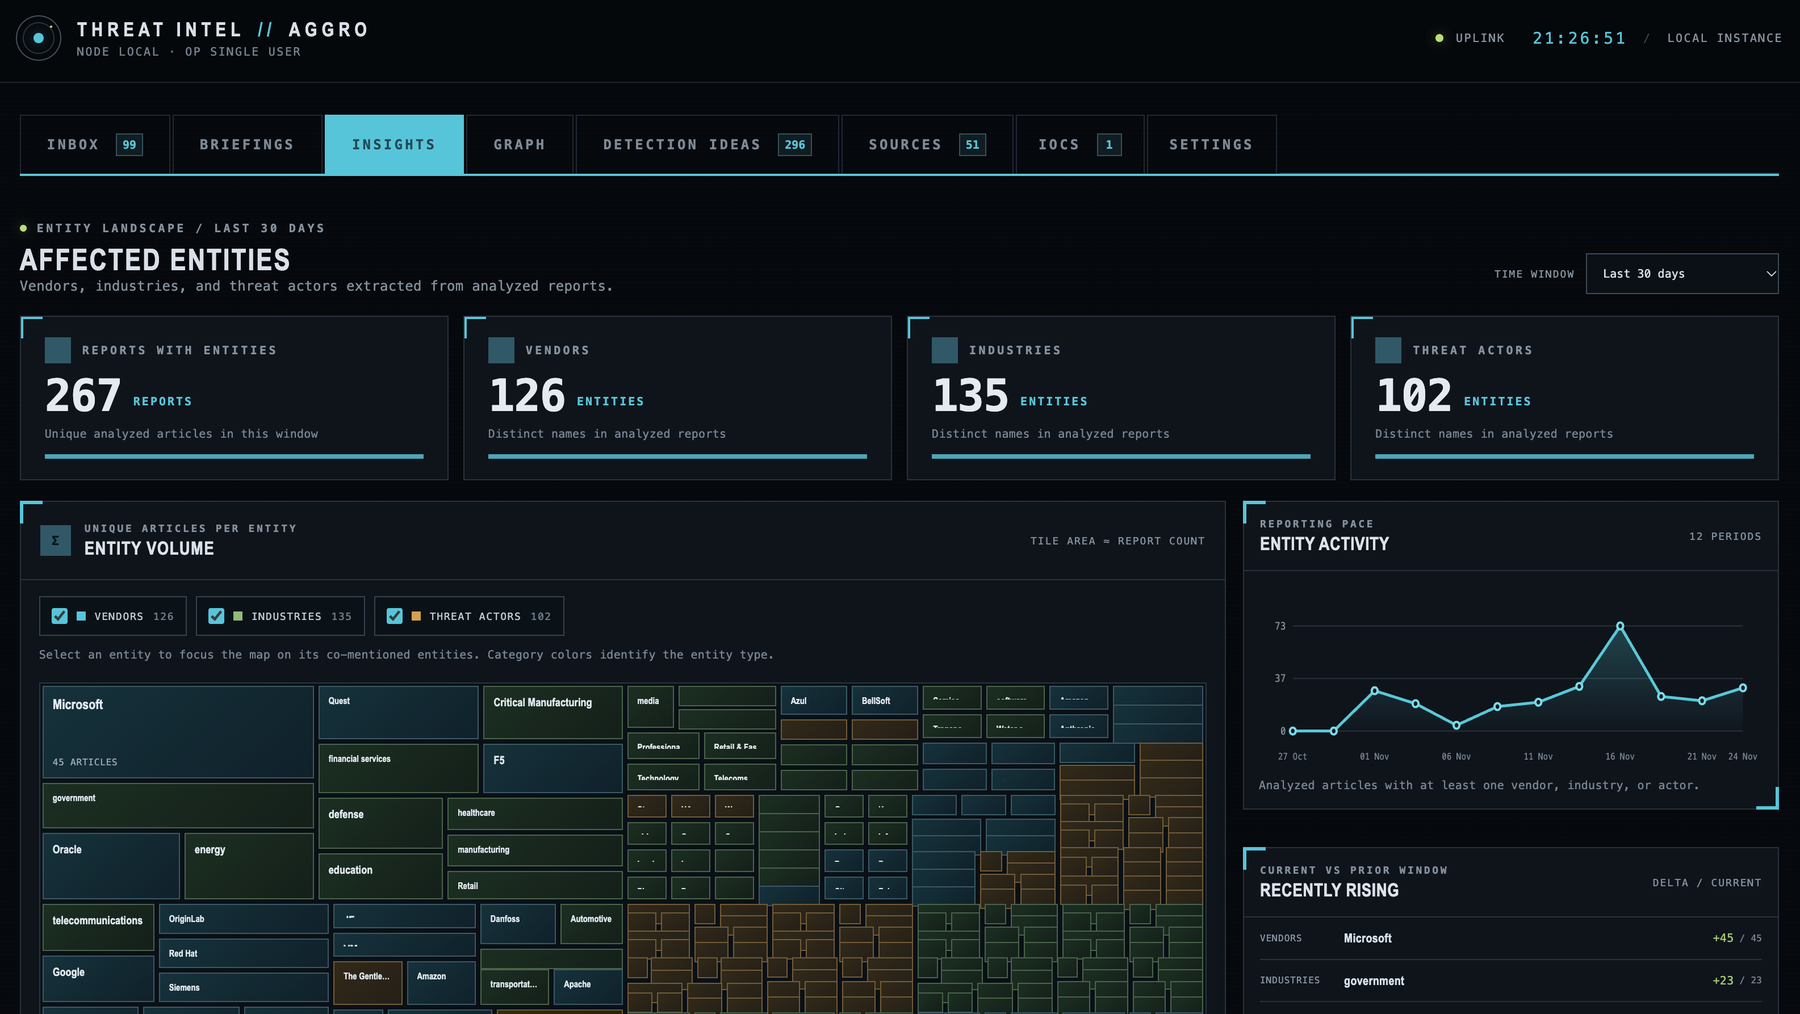 THREAT INTEL // AGGRO
NODE LOCAL · OP SINGLE USER
UPLINK 21:26:51 / LOCAL INSTANCE
INBOX 99
BRIEFINGS
INSIGHTS
GRAPH
DETECTION IDEAS 296
SOURCES 51
IOCS 1
SETTINGS
ENTITY LANDSCAPE / LAST 30 DAYS
AFFECTED ENTITIES
Vendors, industries, and threat actors extracted from analyzed reports.
TIME WINDOW Last 30 days
REPORTS WITH ENTITIES
267 REPORTS
Unique analyzed articles in this window
VENDORS
126 ENTITIES
Distinct names in analyzed reports
INDUSTRIES
135 ENTITIES
Distinct names in analyzed reports
THREAT ACTORS
102 ENTITIES
Distinct names in analyzed reports
Σ
UNIQUE ARTICLES PER ENTITY
ENTITY VOLUME
TILE AREA ≈ REPORT COUNT
VENDORS 126
INDUSTRIES 135
THREAT ACTORS 102
Select an entity to focus the map on its co-mentioned entities. Category colors identify the entity type.
Microsoft
45 ARTICLES
government
Oracle
energy
Quest
financial services
Critical Manufacturing
F5
defense
education
healthcare
manufacturing
Retail
telecommunications
Google
OriginLab
Red Hat
Siemens
The Gentle…
Amazon
Danfoss
Automotive
transportat…
Apache
media
Azul
BellSoft
REPORTING PACE
ENTITY ACTIVITY
12 PERIODS
73
37
0
27 Oct
01 Nov
06 Nov
11 Nov
16 Nov
21 Nov
24 Nov
Analyzed articles with at least one vendor, industry, or actor.
CURRENT VS PRIOR WINDOW
RECENTLY RISING
DELTA / CURRENT
VENDORS Microsoft +45 / 45
INDUSTRIES government +23 / 23